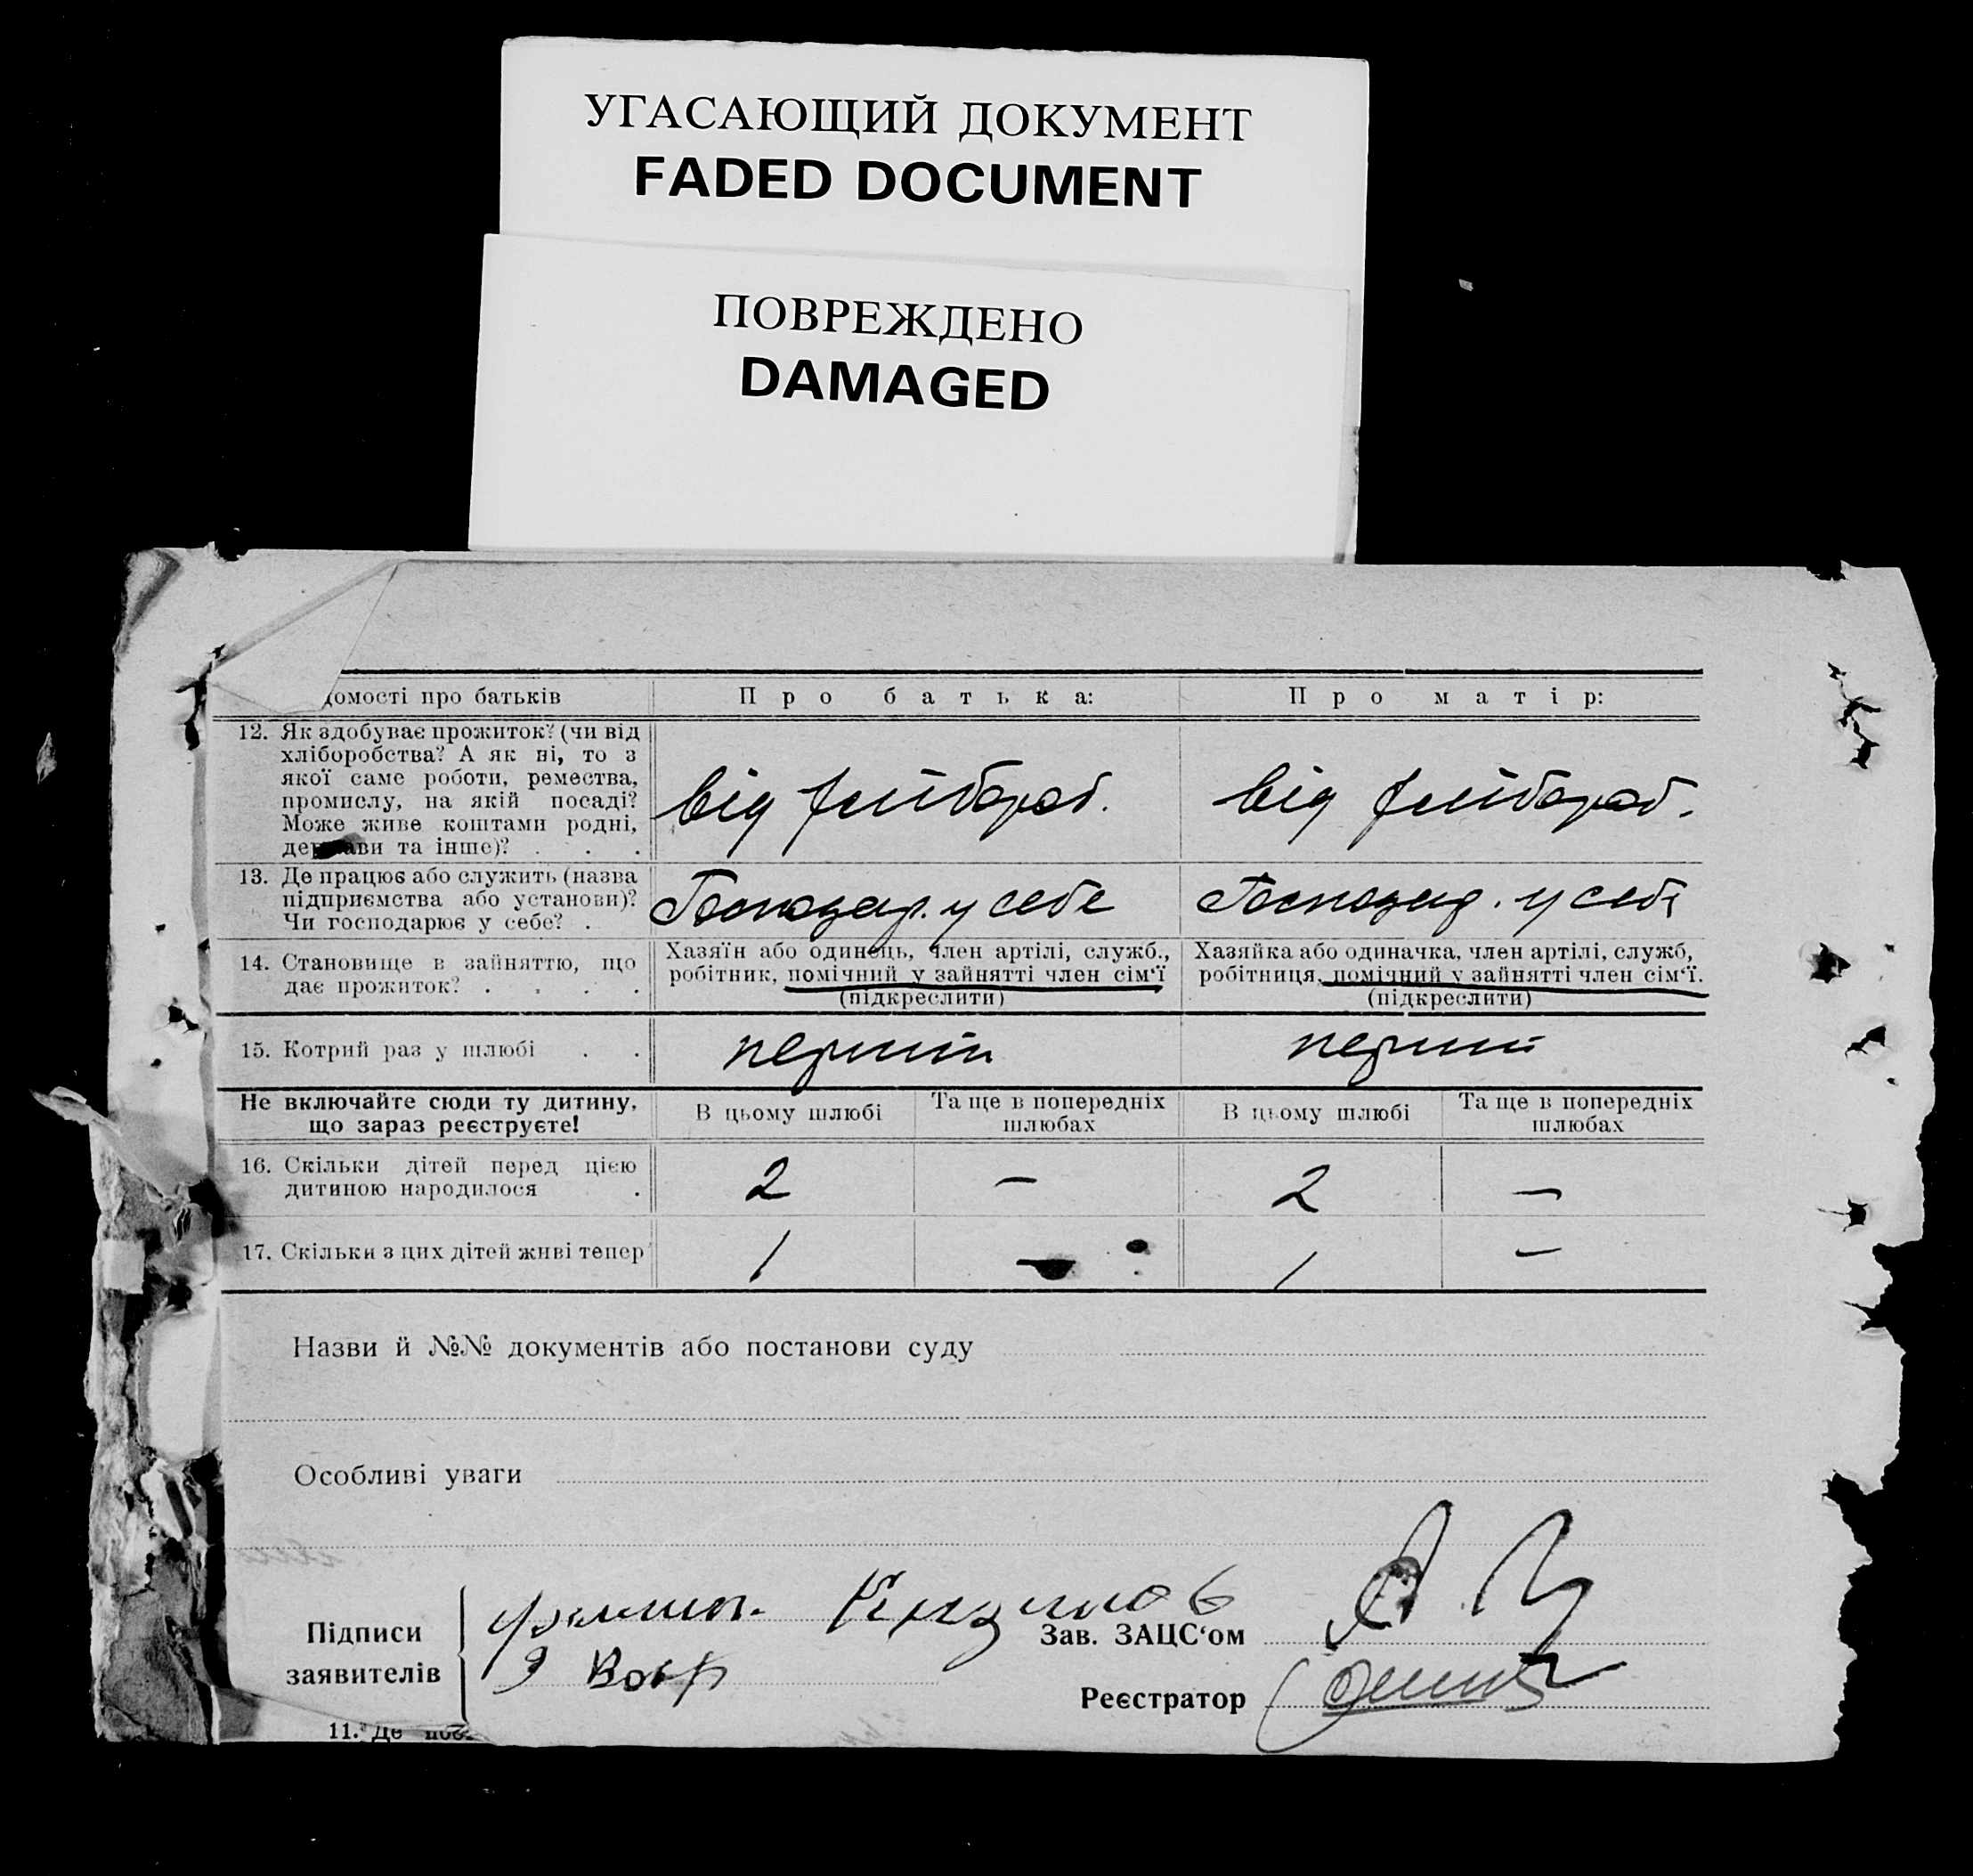 УГАСАЮЩИЙ ДОКУМЕНТ
FADED DOCUMENT
ПОВРЕЖДЕНО
DAMAGED
домості про батьків
Про батька:
Про матір:
12. Як здобуває прожиток? (чи від
хліборобства? А як ні, то з
якої саме роботи, ремества,
промислу, на якій посаді?
Може живе коштами родні,
держави та інше)? . . .
від хлібороб.
від хлібороб.
13. Де працює або служить (назва
підприємства або установи)?
Чи господарює у себе? .
Господар. у себе
Господар. у себе
14. Становище в зайняттю, що
дає прожиток? . . . .
Хазяїн або одинець, член артілі, служб.,
робітник, помічний у зайнятті член сім'ї
(підкреслити)
Хазяйка або одиначка, член артілі, служб,
робітниця, помічний у зайнятті член сім'ї.
(підкреслити)
15. Котрий раз у шлюбі . .
перший
перший
Не включайте сюди ту дитину,
що зараз реєструєте!
В цьому шлюбі
Та ще в попередніх
шлюбах
В цьому шлюбі
Та ще в попередніх
шлюбах
16. Скільки дітей перед цією
дитиною народилося .
2
—
2
—
17. Скільки з цих дітей живі тепер
1
—
1
—
Назви й №№ документів або постанови суду
Особливі уваги
Підписи
заявителів
Зав. ЗАЦС'ом
Реєстратор
11. Де